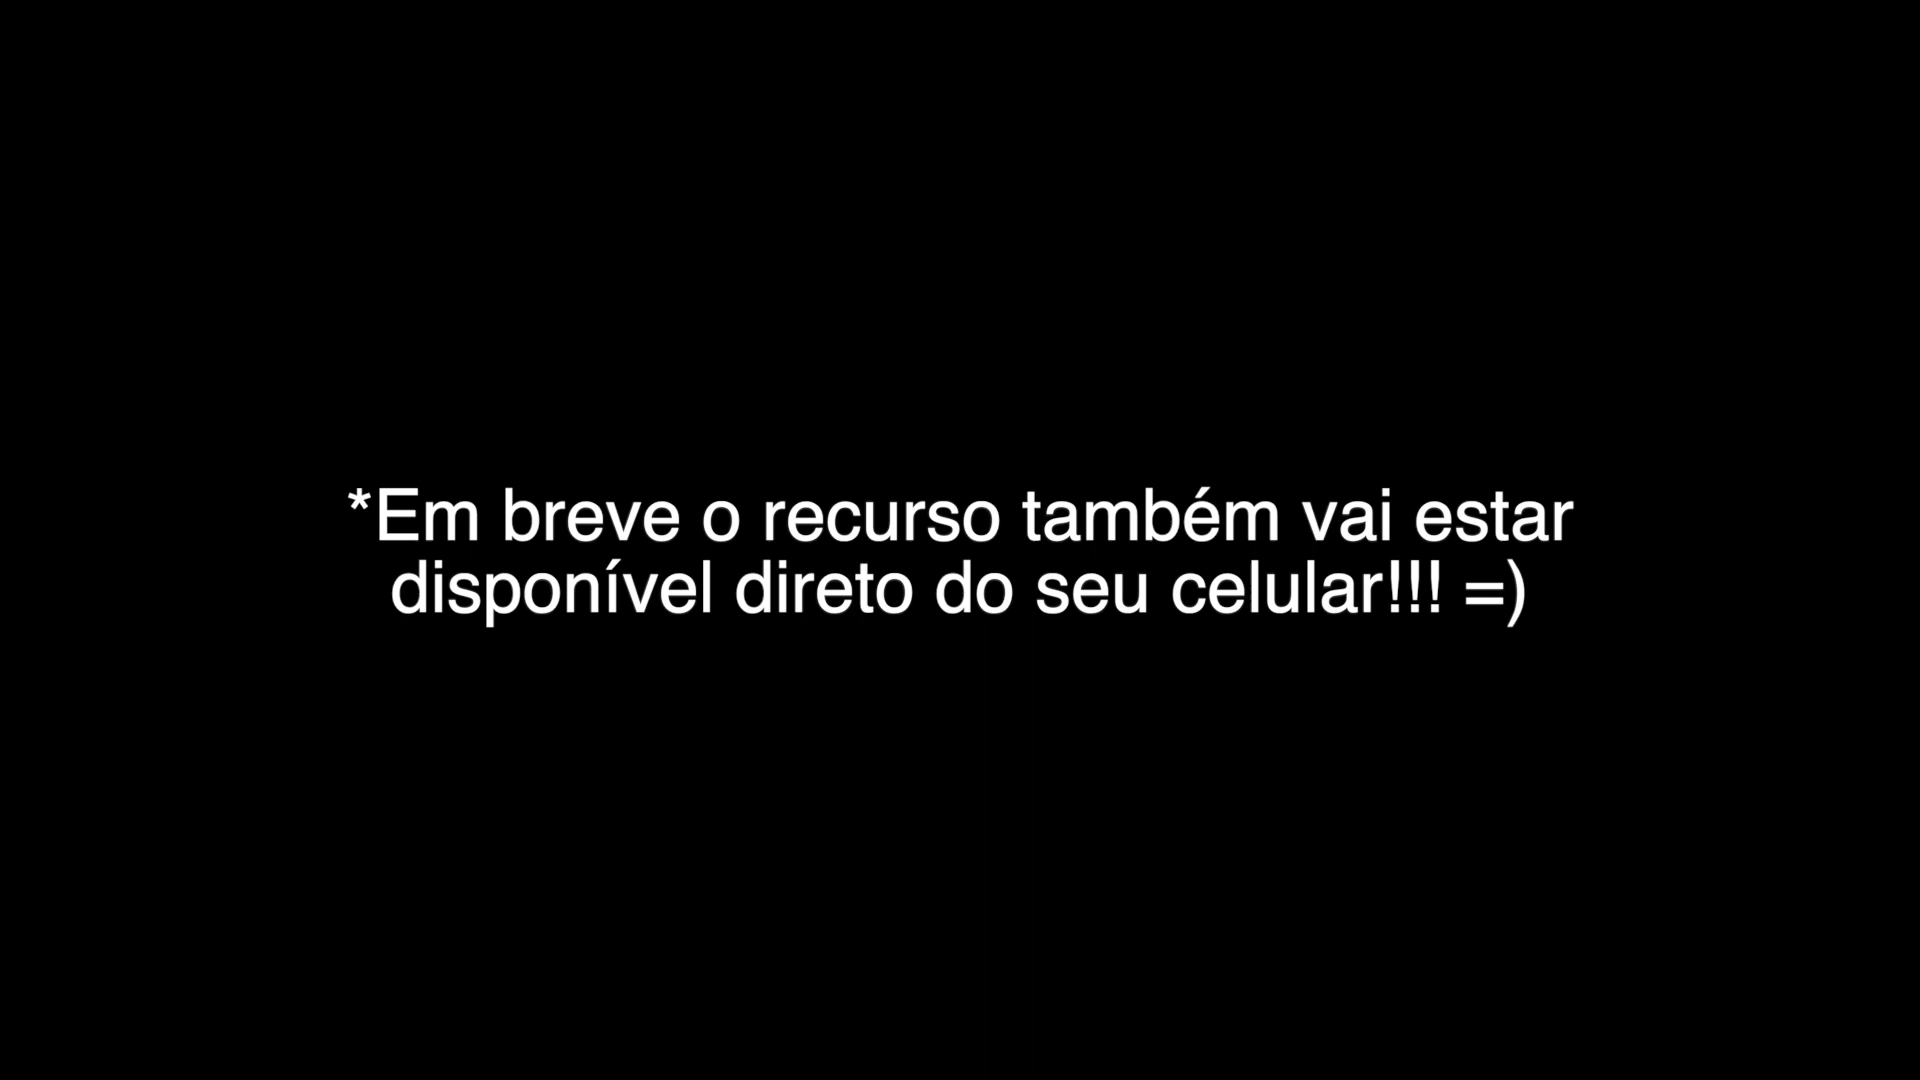 *Em breve o recurso também vai estar
disponível direto do seu celular!!! =)